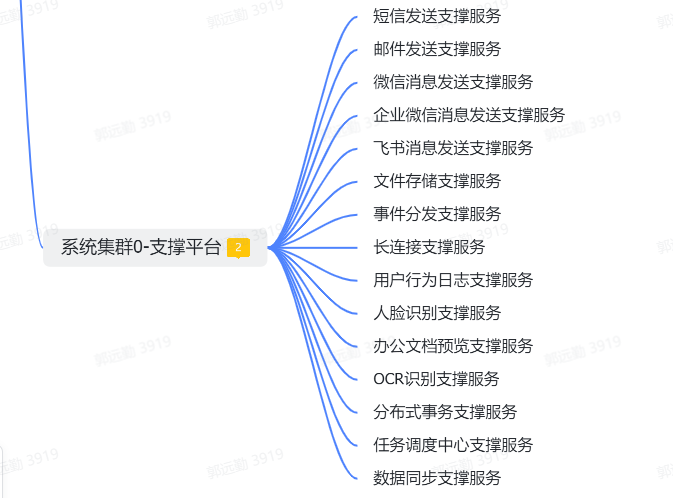 短信发送支撑服务
邮件发送支撑服务
微信消息发送支撑服务
企业微信消息发送支撑服务
飞书消息发送支撑服务
文件存储支撑服务
事件分发支撑服务
系统集群0-支撑平台 2
长连接支撑服务
用户行为日志支撑服务
人脸识别支撑服务
办公文档预览支撑服务
OCR识别支撑服务
分布式事务支撑服务
任务调度中心支撑服务
数据同步支撑服务
郭远勤 3919